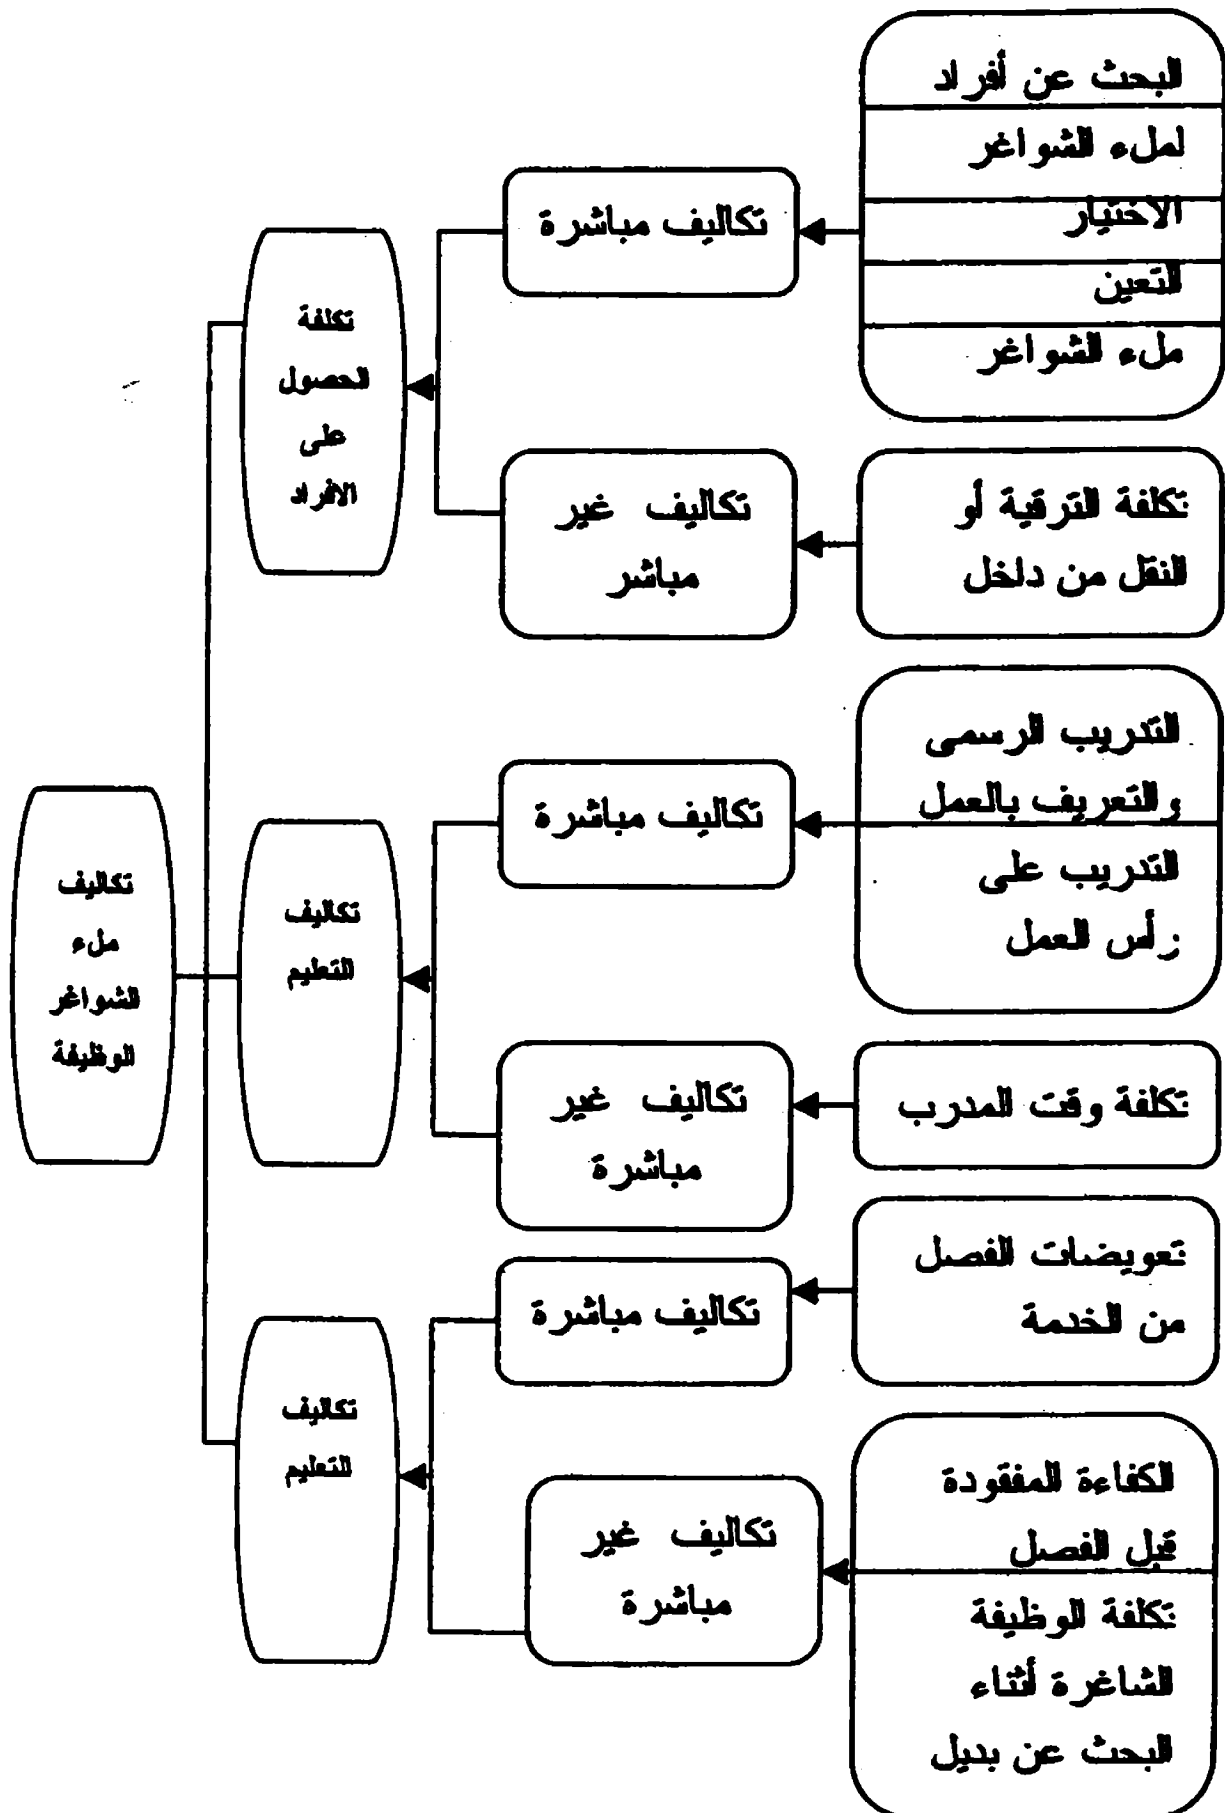 البحث عن أفراد
لملء الشواغر
الاختيار
التعين
ملء الشواغر
تكاليف مباشرة
تكلفة
الحصول
على
الافراد
تكلفة الترقية أو
النقل من داخل
تكاليف غير
مباشر
التدريب الرسمى
والتعريف بالعمل
التدريب على
رأس العمل
تكاليف مباشرة
تكاليف
التعليم
تكاليف
ملء
الشواغر
الوظيفة
تكلفة وقت المدرب
تكاليف غير
مباشرة
تعويضات الفصل
من الخدمة
تكاليف مباشرة
تكاليف
التعليم
الكفاءة المفقودة
قبل الفصل
تكلفة الوظيفة
الشاغرة أثناء
البحث عن بديل
تكاليف غير
مباشرة